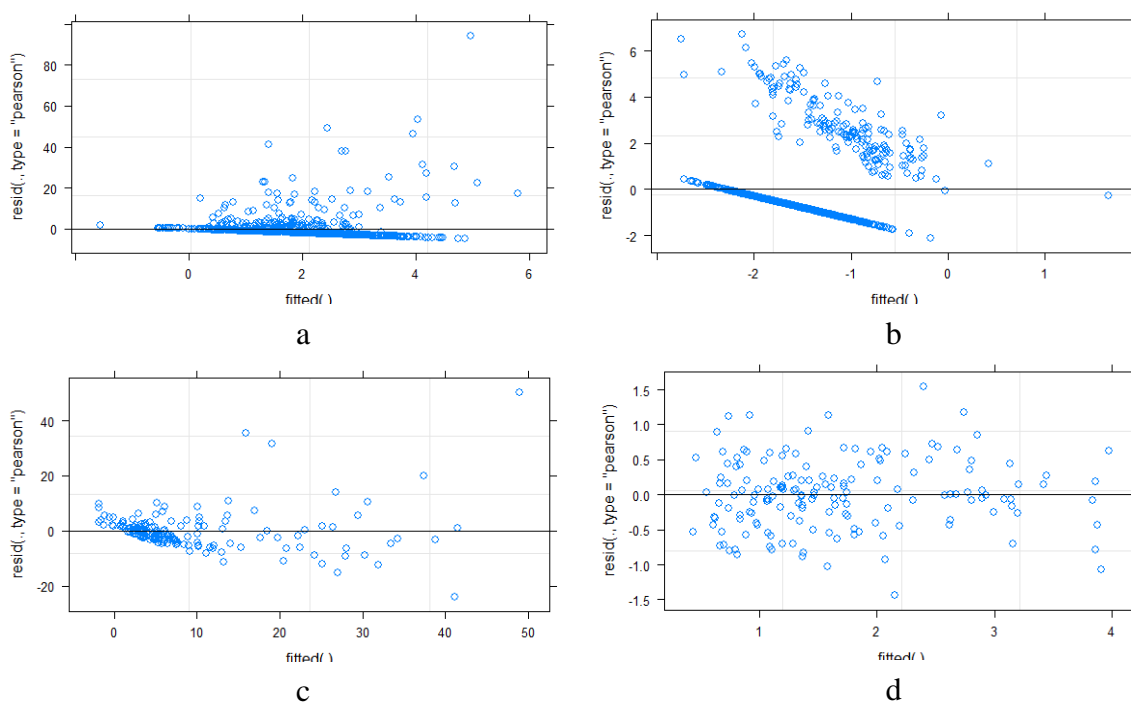 resid(., type = "pearson")
80
60
40
20
0
0 2 4 6
fitted(.)
a
resid(., type = "pearson")
6
4
2
0
-2
-2 -1 0 1
fitted(.)
b
resid(., type = "pearson")
40
20
0
-20
0 10 20 30 40 50
fitted(.)
c
resid(., type = "pearson")
1.5
1.0
0.5
0.0
-0.5
-1.0
-1.5
1 2 3 4
fitted(.)
d